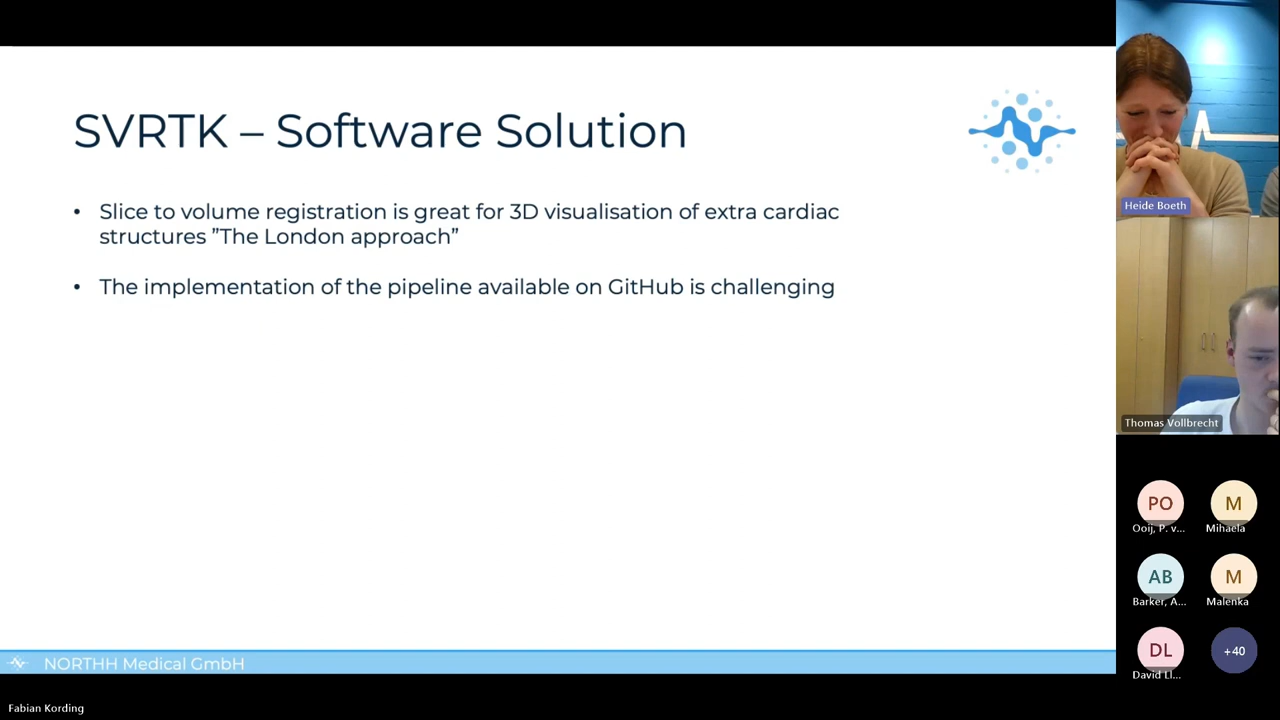 SVRTK – Software Solution
• Slice to volume registration is great for 3D visualisation of extra cardiac
structures ”The London approach”
• The implementation of the pipeline available on GitHub is challenging
NORTHH Medical GmbH
Fabian Kording
Heide Boeth
Thomas Vollbrecht
PO
Ooij, P. v...
M
Mihaela
AB
Barker, A...
M
Malenka
DL
David Ll...
+40